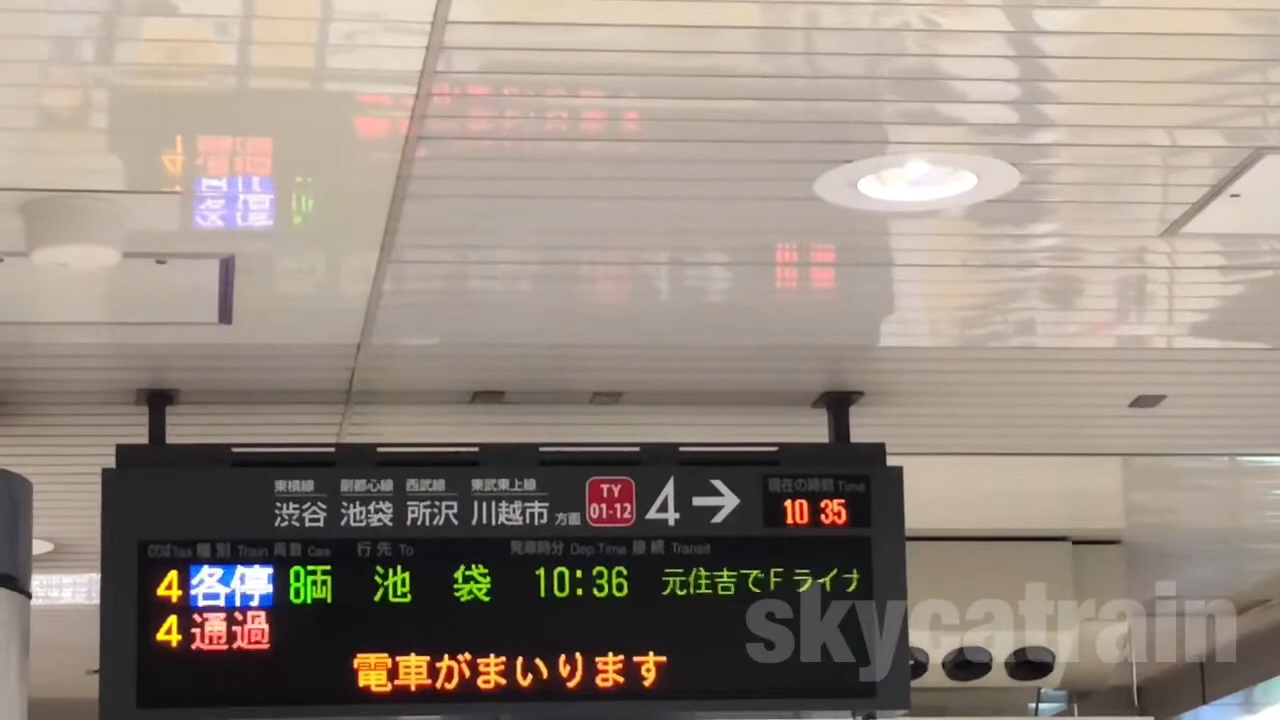 東横線 副都心線 西武線 東武東上線
渋谷 池袋 所沢 川越市 方面
TY
01-12
4
現在の時刻 Time
10 35
種別 Train 両数 Cars 行先 To 発車時分 Dep Time 接続 Transit
4 各停 8両 池袋 10:36 元住吉でFライナ
4 通過
電車がまいります
skycatrain